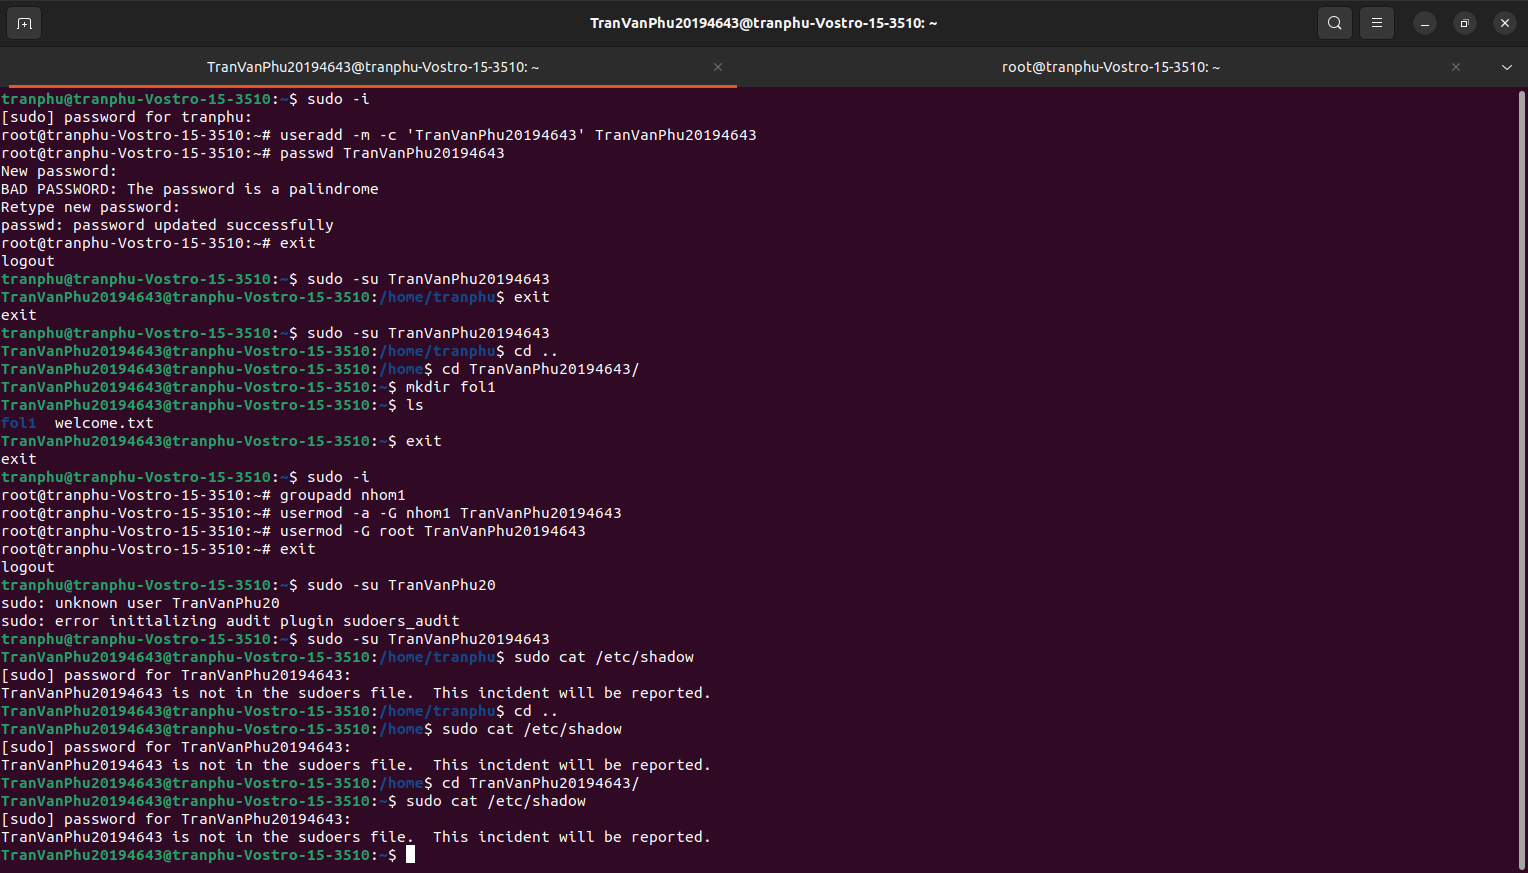 TranVanPhu20194643@tranphu-Vostro-15-3510: ~
TranVanPhu20194643@tranphu-Vostro-15-3510: ~
root@tranphu-Vostro-15-3510: ~
tranphu@tranphu-Vostro-15-3510:~$ sudo -i
[sudo] password for tranphu:
root@tranphu-Vostro-15-3510:~# useradd -m -c 'TranVanPhu20194643' TranVanPhu20194643
root@tranphu-Vostro-15-3510:~# passwd TranVanPhu20194643
New password:
BAD PASSWORD: The password is a palindrome
Retype new password:
passwd: password updated successfully
root@tranphu-Vostro-15-3510:~# exit
logout
tranphu@tranphu-Vostro-15-3510:~$ sudo -su TranVanPhu20194643
TranVanPhu20194643@tranphu-Vostro-15-3510:/home/tranphu$ exit
exit
tranphu@tranphu-Vostro-15-3510:~$ sudo -su TranVanPhu20194643
TranVanPhu20194643@tranphu-Vostro-15-3510:/home/tranphu$ cd ..
TranVanPhu20194643@tranphu-Vostro-15-3510:/home$ cd TranVanPhu20194643/
TranVanPhu20194643@tranphu-Vostro-15-3510:~$ mkdir fol1
TranVanPhu20194643@tranphu-Vostro-15-3510:~$ ls
fol1  welcome.txt
TranVanPhu20194643@tranphu-Vostro-15-3510:~$ exit
exit
tranphu@tranphu-Vostro-15-3510:~$ sudo -i
root@tranphu-Vostro-15-3510:~# groupadd nhom1
root@tranphu-Vostro-15-3510:~# usermod -a -G nhom1 TranVanPhu20194643
root@tranphu-Vostro-15-3510:~# usermod -G root TranVanPhu20194643
root@tranphu-Vostro-15-3510:~# exit
logout
tranphu@tranphu-Vostro-15-3510:~$ sudo -su TranVanPhu20
sudo: unknown user TranVanPhu20
sudo: error initializing audit plugin sudoers_audit
tranphu@tranphu-Vostro-15-3510:~$ sudo -su TranVanPhu20194643
TranVanPhu20194643@tranphu-Vostro-15-3510:/home/tranphu$ sudo cat /etc/shadow
[sudo] password for TranVanPhu20194643:
TranVanPhu20194643 is not in the sudoers file.  This incident will be reported.
TranVanPhu20194643@tranphu-Vostro-15-3510:/home/tranphu$ cd ..
TranVanPhu20194643@tranphu-Vostro-15-3510:/home$ sudo cat /etc/shadow
[sudo] password for TranVanPhu20194643:
TranVanPhu20194643 is not in the sudoers file.  This incident will be reported.
TranVanPhu20194643@tranphu-Vostro-15-3510:/home$ cd TranVanPhu20194643/
TranVanPhu20194643@tranphu-Vostro-15-3510:~$ sudo cat /etc/shadow
[sudo] password for TranVanPhu20194643:
TranVanPhu20194643 is not in the sudoers file.  This incident will be reported.
TranVanPhu20194643@tranphu-Vostro-15-3510:~$